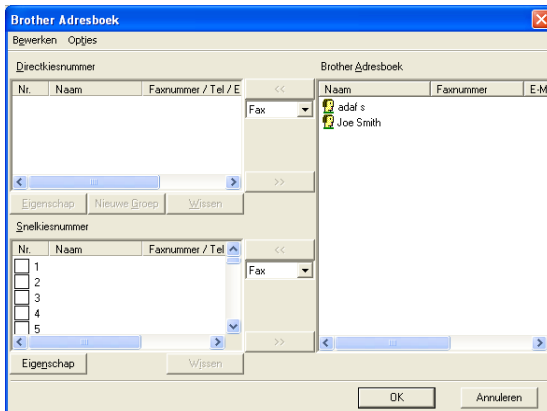 Brother Adresboek
Bewerken Opties
Directkiesnummer
Nr. Naam Faxnummer / Tel / E
<<
Fax
>>
Eigenschap Nieuwe Groep Wissen
Snelkiesnummer
Nr. Naam Faxnummer / Tel
1
2
3
4
5
<<
Fax
>>
Eigenschap Wissen
Brother Adresboek
Naam Faxnummer E-M
adaf s
Joe Smith
OK Annuleren